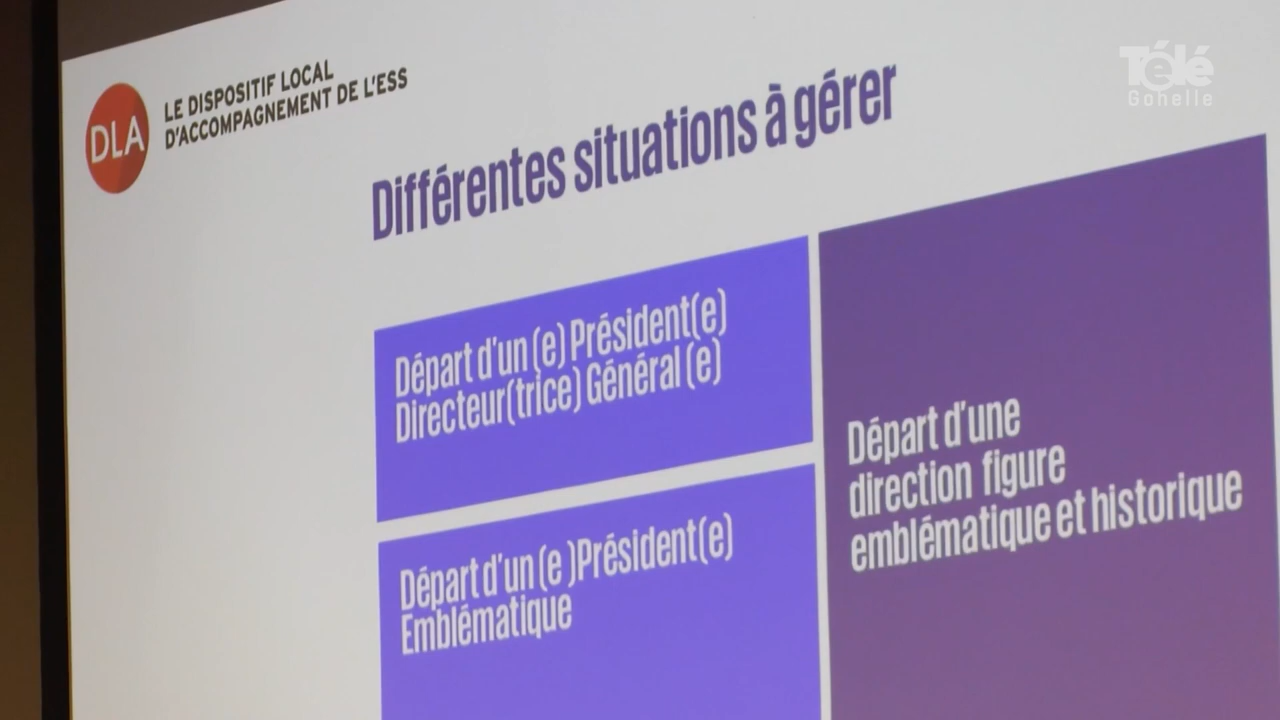 DLA
LE DISPOSITIF LOCAL
D'ACCOMPAGNEMENT DE L'ESS
Télé
Gohelle
Différentes situations à gérer
Départ d'un (e) Président(e)
Directeur(trice) Général (e)
Départ d'un (e )Président(e)
Emblématique
Départ d'une
direction figure
emblématique et historique